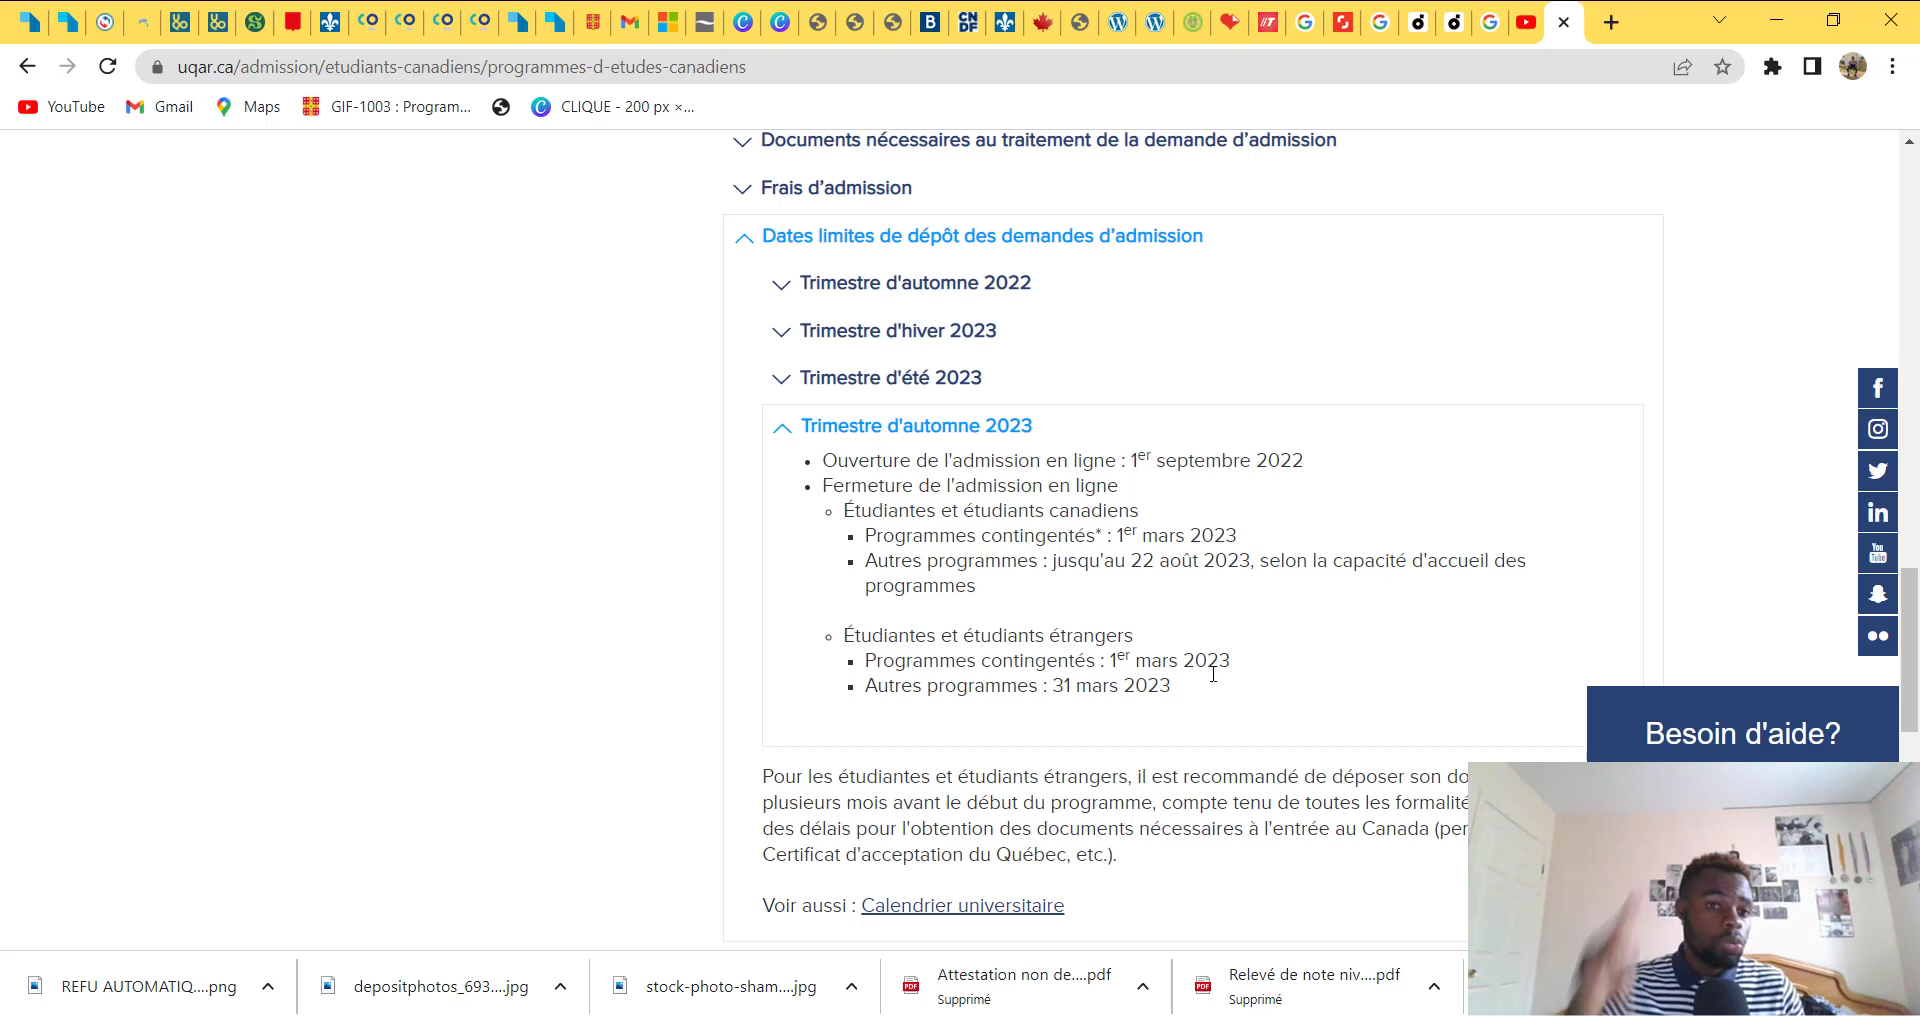 uqar.ca/admission/etudiants-canadiens/programmes-d-etudes-canadiens
YouTube
Gmail
Maps
GIF-1003 : Program...
CLIQUE - 200 px ×...
Documents nécessaires au traitement de la demande d’admission
Frais d’admission
Dates limites de dépôt des demandes d’admission
Trimestre d'automne 2022
Trimestre d'hiver 2023
Trimestre d'été 2023
Trimestre d'automne 2023
• Ouverture de l'admission en ligne : 1er septembre 2022
• Fermeture de l'admission en ligne
Étudiantes et étudiants canadiens
Programmes contingentés* : 1er mars 2023
Autres programmes : jusqu'au 22 août 2023, selon la capacité d'accueil des
programmes
Étudiantes et étudiants étrangers
Programmes contingentés : 1er mars 2023
Autres programmes : 31 mars 2023
You
Tube
Besoin d'aide?
Pour les étudiantes et étudiants étrangers, il est recommandé de déposer son do
plusieurs mois avant le début du programme, compte tenu de toutes les formalité
des délais pour l'obtention des documents nécessaires à l'entrée au Canada (per
Certificat d'acceptation du Québec, etc.).
Voir aussi : Calendrier universitaire
REFU AUTOMATIQ....png
depositphotos_693....jpg
stock-photo-sham....jpg
Attestation non de....pdf
Supprimé
Relevé de note niv....pdf
Supprimé